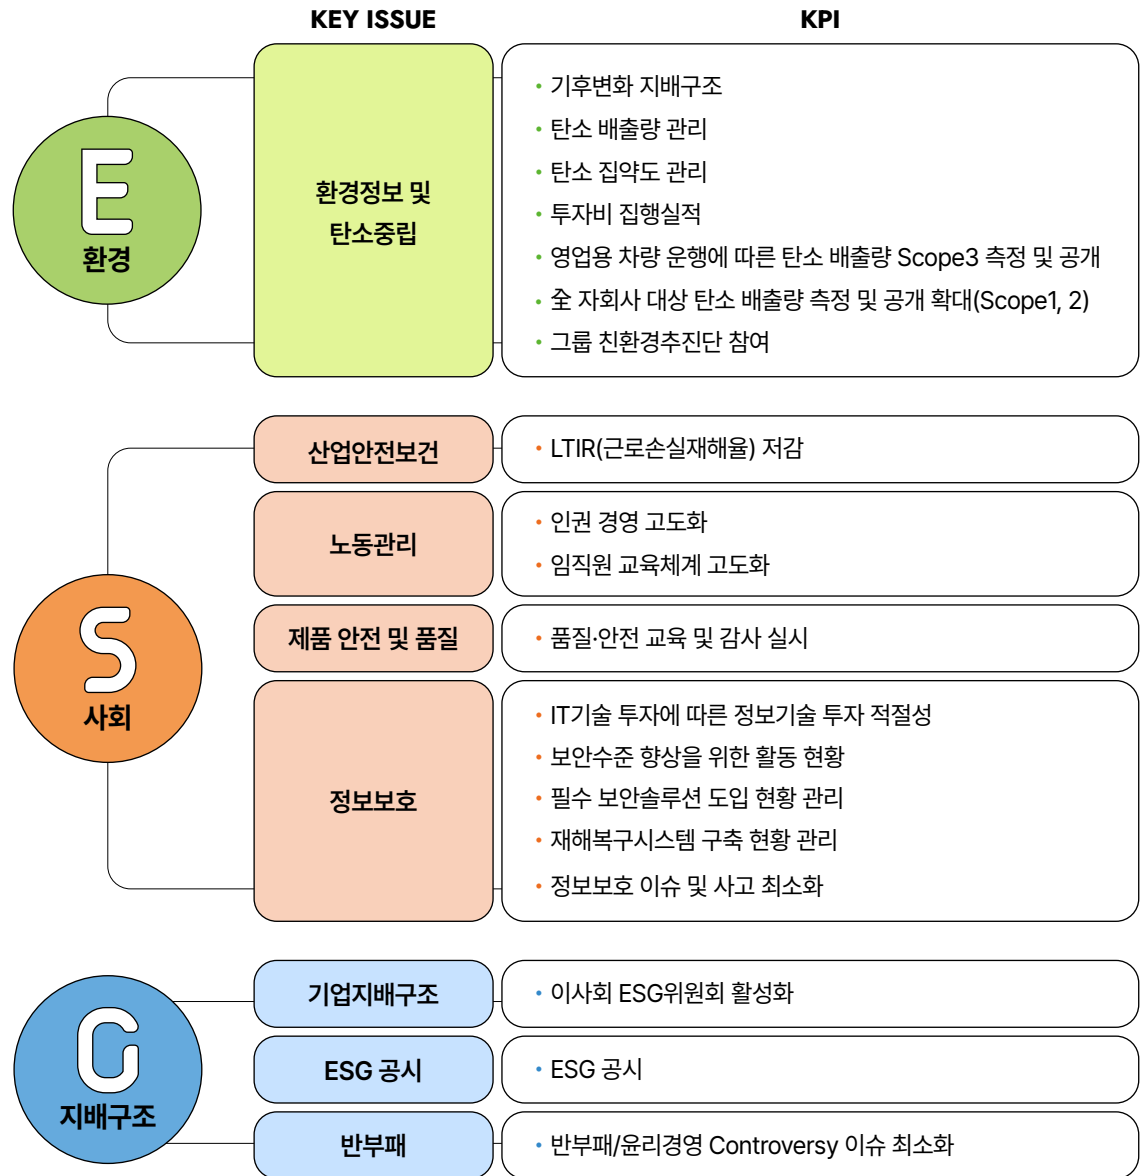 KEY ISSUE
KPI
E
환경
환경정보 및
탄소중립
• 기후변화 지배구조
• 탄소 배출량 관리
• 탄소 집약도 관리
• 투자비 집행실적
• 영업용 차량 운행에 따른 탄소 배출량 Scope3 측정 및 공개
• 全 자회사 대상 탄소 배출량 측정 및 공개 확대(Scope1, 2)
• 그룹 친환경추진단 참여
S
사회
산업안전보건
• LTIR(근로손실재해율) 저감
노동관리
• 인권 경영 고도화
• 임직원 교육체계 고도화
제품 안전 및 품질
• 품질·안전 교육 및 감사 실시
정보보호
• IT기술 투자에 따른 정보기술 투자 적절성
• 보안수준 향상을 위한 활동 현황
• 필수 보안솔루션 도입 현황 관리
• 재해복구시스템 구축 현황 관리
• 정보보호 이슈 및 사고 최소화
G
지배구조
기업지배구조
• 이사회 ESG위원회 활성화
ESG 공시
• ESG 공시
반부패
• 반부패/윤리경영 Controversy 이슈 최소화